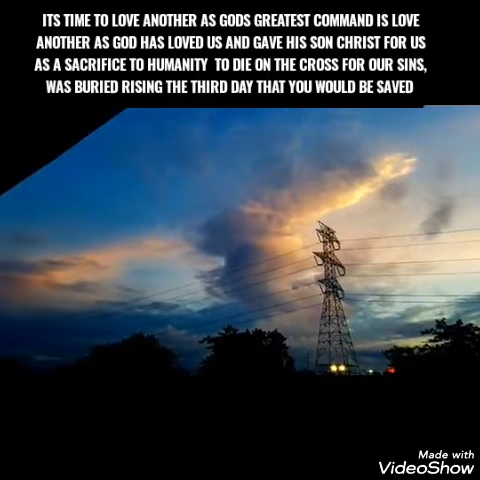 ITS TIME TO LOVE ANOTHER AS GODS GREATEST COMMAND IS LOVE
ANOTHER AS GOD HAS LOVED US AND GAVE HIS SON CHRIST FOR US
AS A SACRIFICE TO HUMANITY TO DIE ON THE CROSS FOR OUR SINS,
WAS BURIED RISING THE THIRD DAY THAT YOU WOULD BE SAVED
Made with
VideoShow